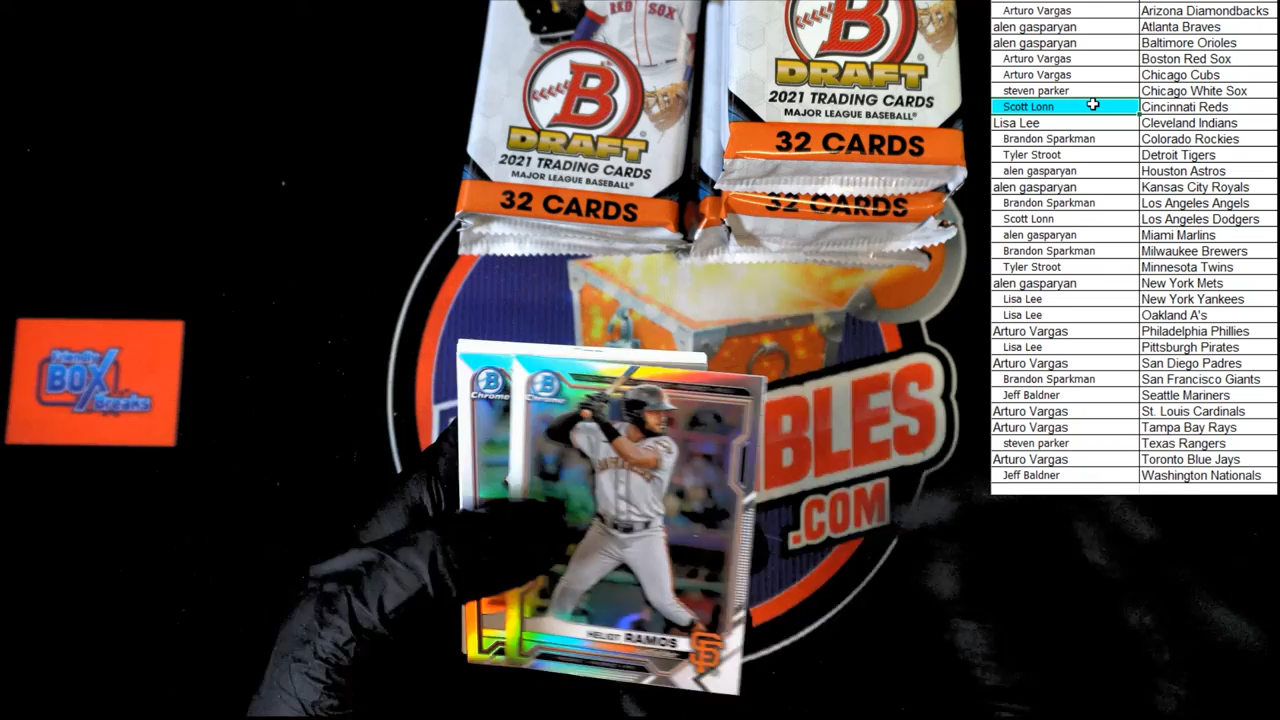 RED SOX
B
DRAFT
2021 TRADING CARDS
MAJOR LEAGUE BASEBALL®
32 CARDS
B
DRAFT
2021 TRADING CARDS
MAJOR LEAGUE BASEBALL®
32 CARDS
32 CARDS
Friendly
BOX
Breaks
B
Chrome
B
Chrome
HELIOT RAMOS
SF
BLES
.COM
Arturo Vargas Arizona Diamondbacks
alen gasparyan Atlanta Braves
alen gasparyan Baltimore Orioles
Arturo Vargas Boston Red Sox
Arturo Vargas Chicago Cubs
steven parker Chicago White Sox
Scott Lonn Cincinnati Reds
Lisa Lee Cleveland Indians
Brandon Sparkman Colorado Rockies
Tyler Stroot Detroit Tigers
alen gasparyan Houston Astros
alen gasparyan Kansas City Royals
Brandon Sparkman Los Angeles Angels
Scott Lonn Los Angeles Dodgers
alen gasparyan Miami Marlins
Brandon Sparkman Milwaukee Brewers
Tyler Stroot Minnesota Twins
alen gasparyan New York Mets
Lisa Lee New York Yankees
Lisa Lee Oakland A's
Arturo Vargas Philadelphia Phillies
Lisa Lee Pittsburgh Pirates
Arturo Vargas San Diego Padres
Brandon Sparkman San Francisco Giants
Jeff Baldner Seattle Mariners
Arturo Vargas St. Louis Cardinals
Arturo Vargas Tampa Bay Rays
steven parker Texas Rangers
Arturo Vargas Toronto Blue Jays
Jeff Baldner Washington Nationals